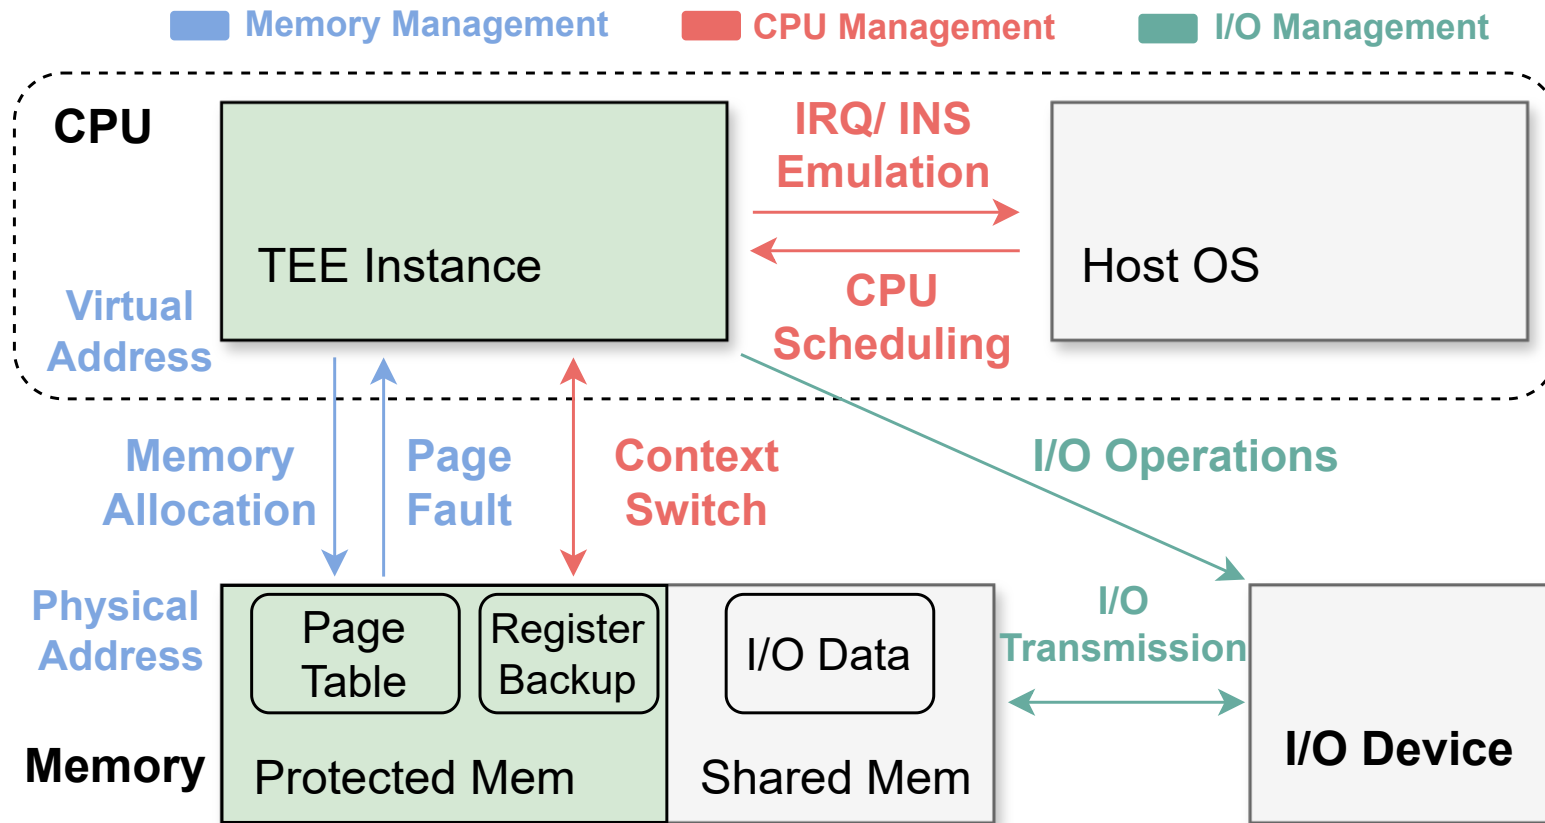 Memory Management
CPU Management
I/O Management
CPU
IRQ/ INS
Emulation
TEE Instance
Host OS
CPU
Scheduling
Virtual
Address
Memory
Allocation
Page
Fault
Context
Switch
I/O Operations
Physical
Address
Page
Table
Register
Backup
I/O Data
I/O
Transmission
Memory
Protected Mem
Shared Mem
I/O Device